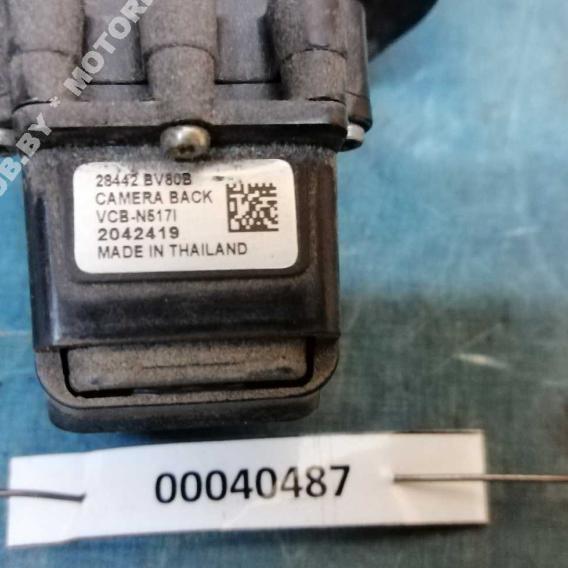 28442 BV80B
CAMERA BACK
VCB-N517I
2042419
MADE IN THAILAND
00040487